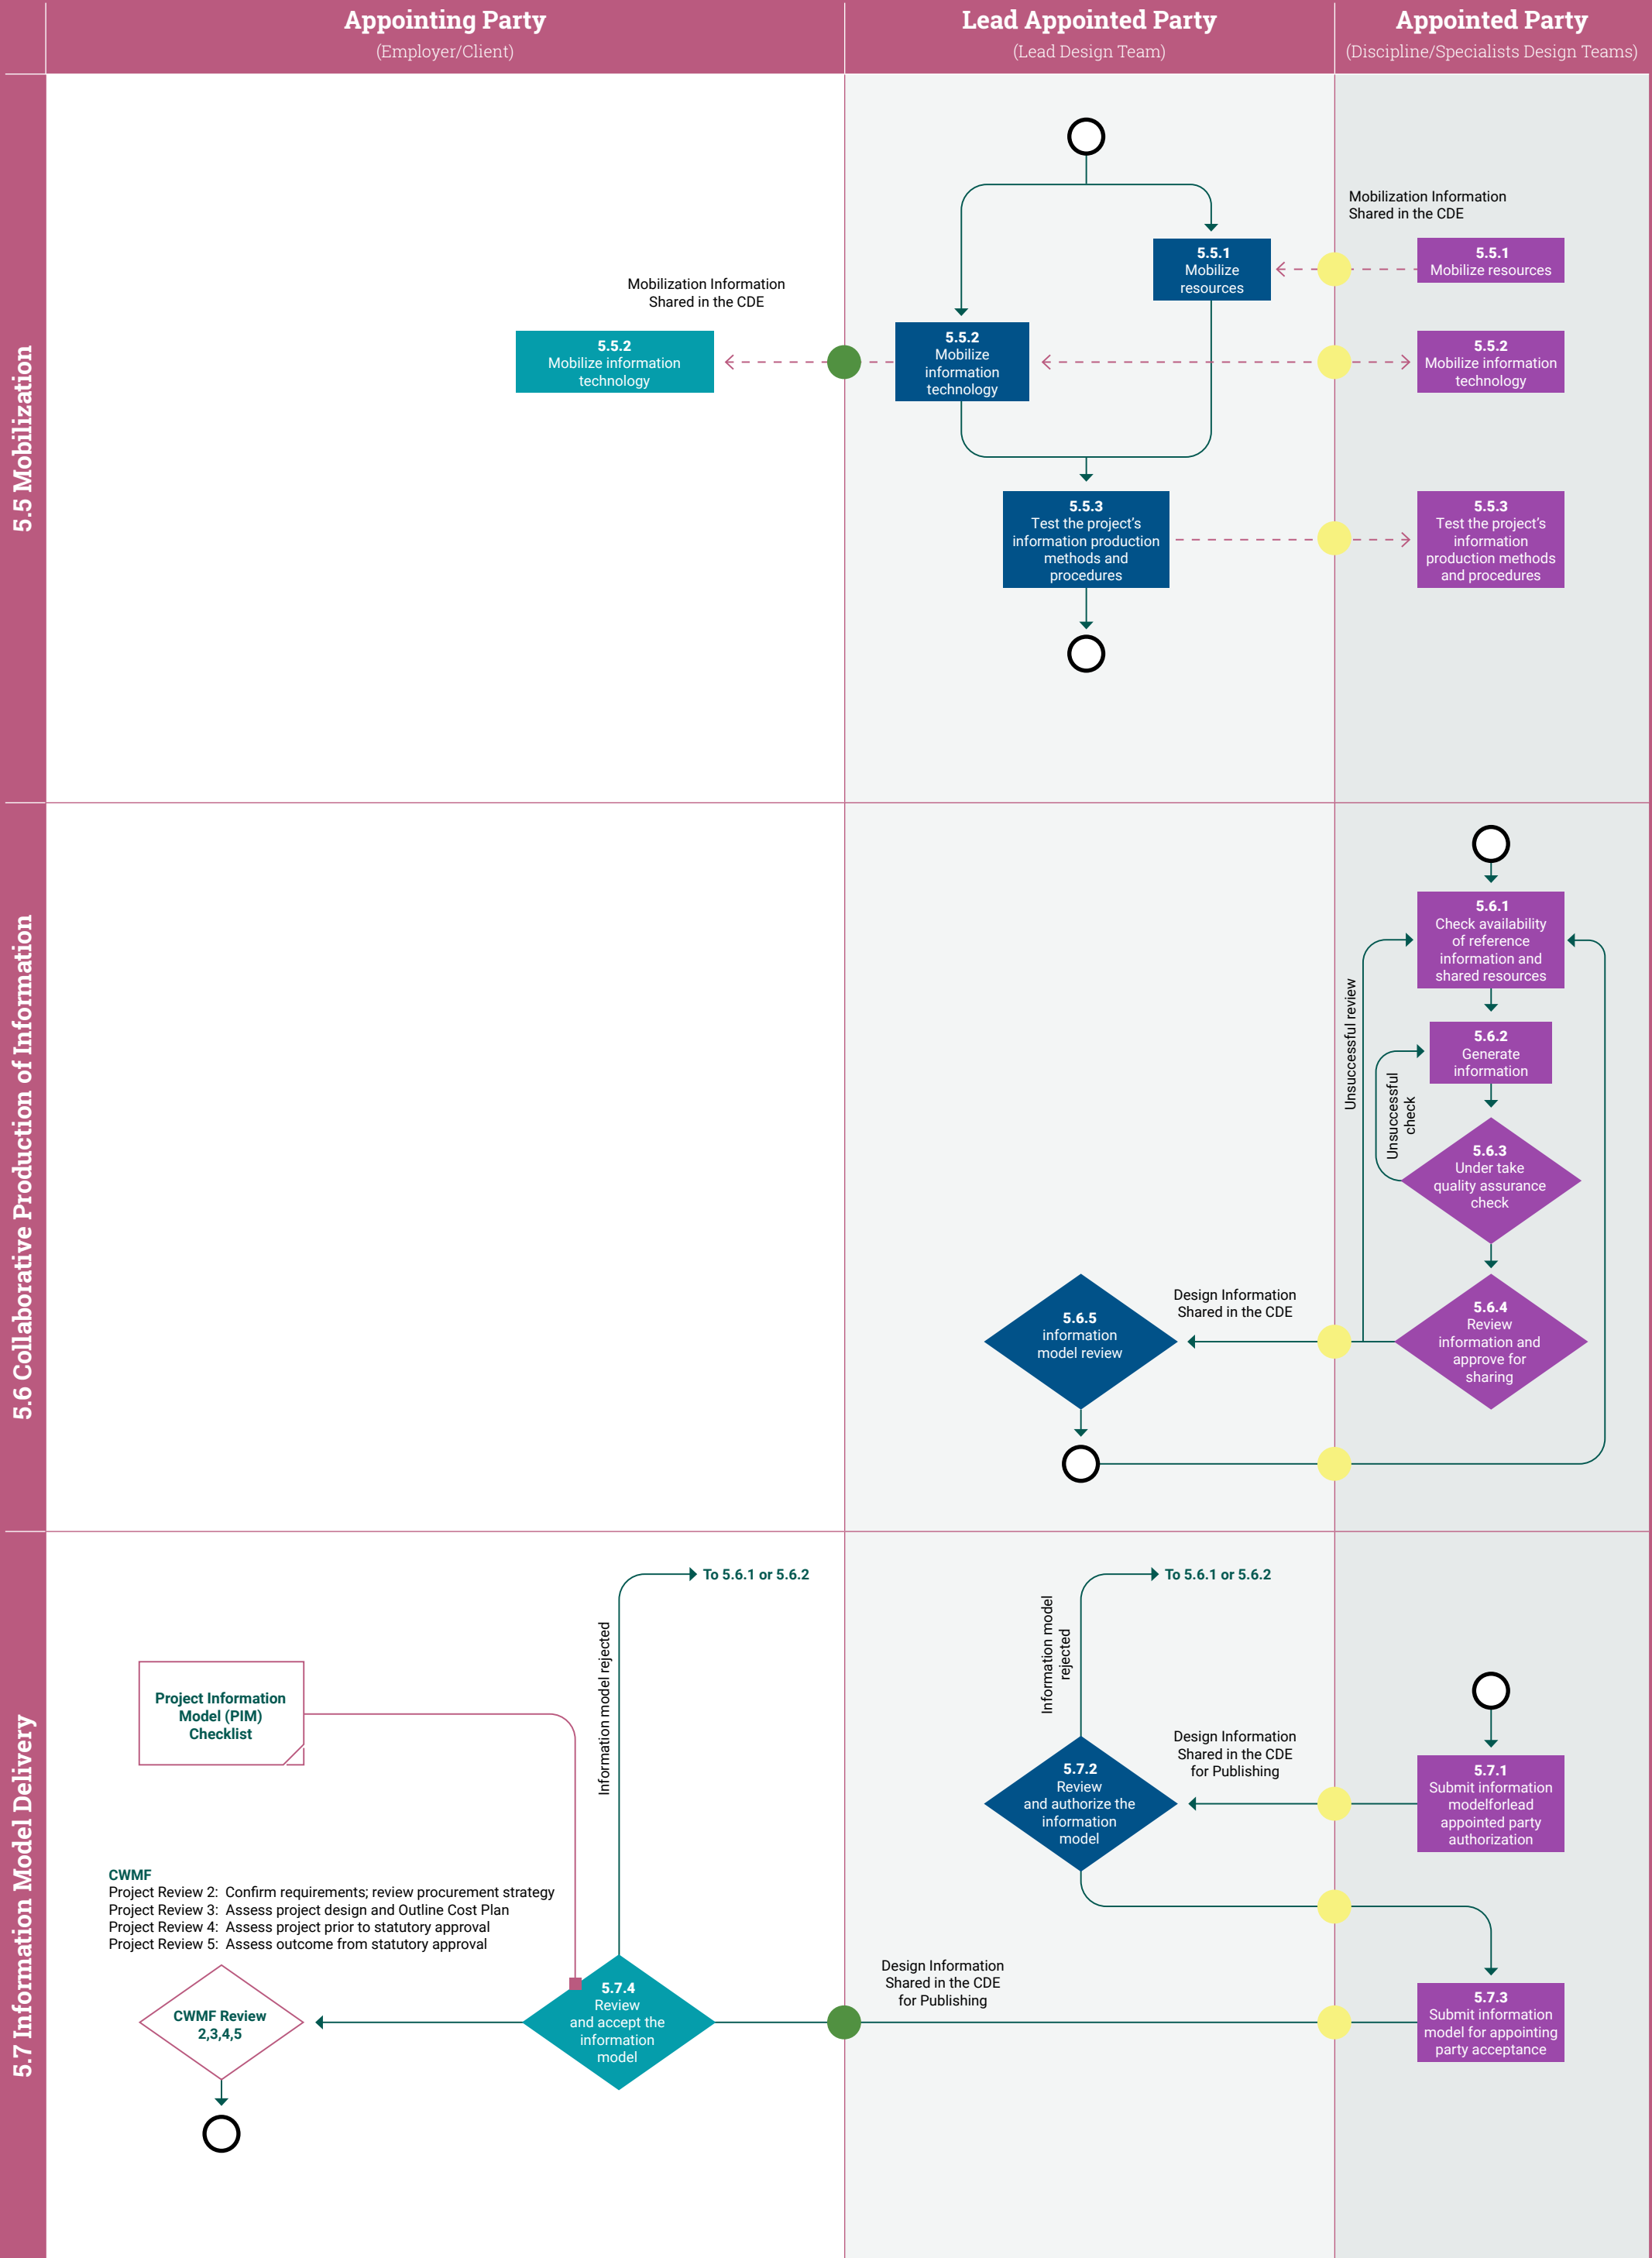 Appointing Party
(Employer/Client)
Lead Appointed Party
(Lead Design Team)
Appointed Party
(Discipline/Specialists Design Teams)
5.5 Mobilization
Mobilization Information
Shared in the CDE
5.5.1
Mobilize
resources
5.5.1
Mobilize resources
Mobilization Information
Shared in the CDE
5.5.2
Mobilize information
technology
5.5.2
Mobilize
information
technology
5.5.2
Mobilize information
technology
5.5.3
Test the project’s
information production
methods and
procedures
5.5.3
Test the project’s
information
production methods
and procedures
5.6 Collaborative Production of Information
5.6.1
Check availability
of reference
information and
shared resources
Unsuccessful review
5.6.2
Generate
information
Unsuccessful
check
5.6.3
Under take
quality assurance
check
Design Information
Shared in the CDE
5.6.5
information
model review
5.6.4
Review
information and
approve for
sharing
5.7 Information Model Delivery
To 5.6.1 or 5.6.2
To 5.6.1 or 5.6.2
Information model rejected
Information model
rejected
Project Information
Model (PIM)
Checklist
Design Information
Shared in the CDE
for Publishing
5.7.2
Review
and authorize the
information
model
5.7.1
Submit information
modelforlead
appointed party
authorization
CWMF
Project Review 2: Confirm requirements; review procurement strategy
Project Review 3: Assess project design and Outline Cost Plan
Project Review 4: Assess project prior to statutory approval
Project Review 5: Assess outcome from statutory approval
Design Information
Shared in the CDE
for Publishing
CWMF Review
2,3,4,5
5.7.4
Review
and accept the
information
model
5.7.3
Submit information
model for appointing
party acceptance